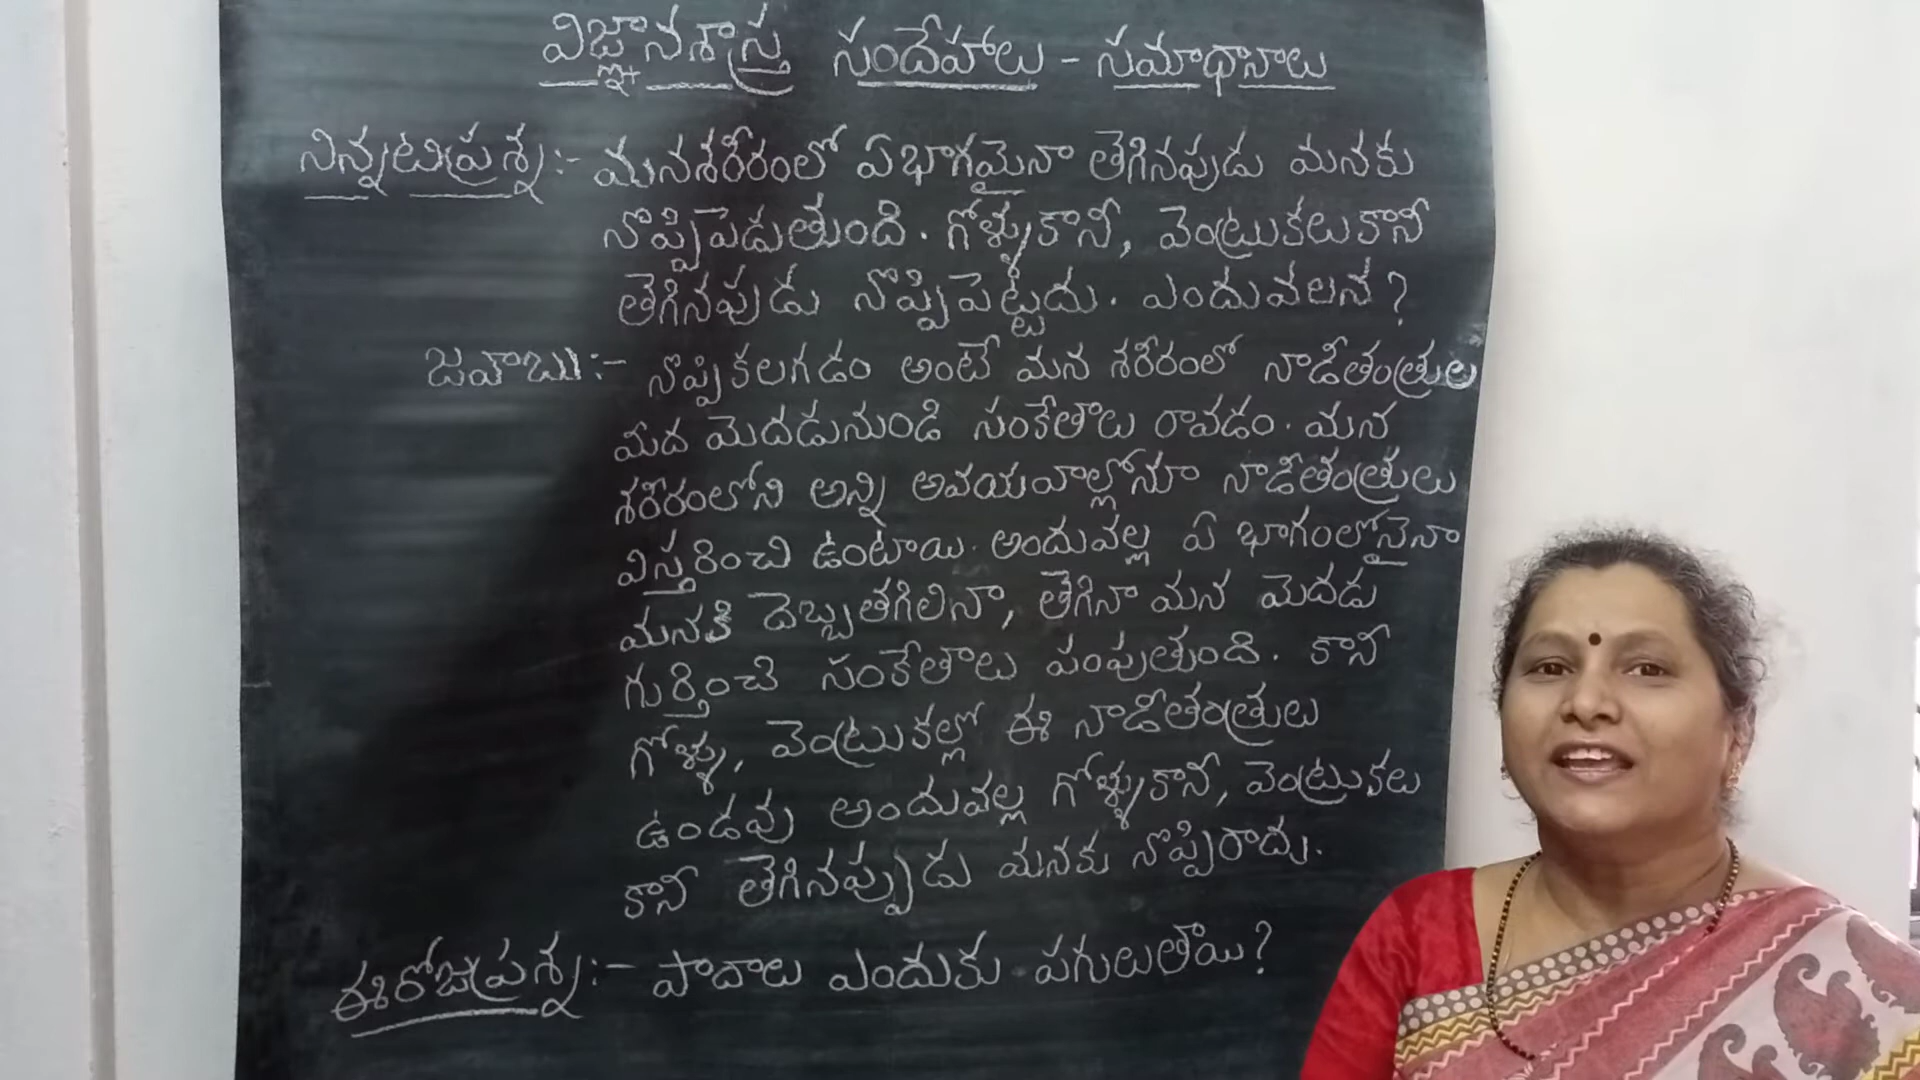 విజ్ఞానశాస్త్ర సందేహాలు - సమాధానాలు
నిన్నటిప్రశ్న:- మనశరీరంలో ఏభాగమైనా తెగినపుడు మనకు
నొప్పిపెడుతుంది. గోళ్ళుకానీ, వెంట్రుకలుకానీ
తెగినపుడు నొప్పిపెట్టదు. ఎందువలన?
జవాబు:- నొప్పికలగడం అంటే మన శరీరంలో నాడీతంత్రుల
మీద మెదడునుండి సంకేతాలు రావడం. మన
శరీరంలోని అన్ని అవయవాల్లోనూ నాడీతంత్రులు
విస్తరించి ఉంటాయి. అందువల్ల ఏ భాగంలోనైనా
మనకి దెబ్బతగిలినా, తెగినా మన మెదడు
గుర్తించి సంకేతాలు పంపుతుంది. కానీ
గోళ్ళు, వెంట్రుకల్లో ఈ నాడీతంత్రులు
ఉండవు అందువల్ల గోళ్ళుకానీ, వెంట్రుకలు
కానీ తెగినప్పుడు మనకు నొప్పిరాదు.
ఈరోజుప్రశ్న:- పాదాలు ఎందుకు పగులుతాయి?